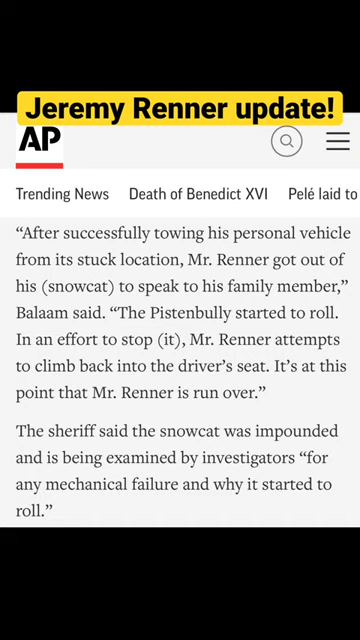 Jeremy Renner update!
AP
Trending News Death of Benedict XVI Pelé laid to
“After successfully towing his personal vehicle
from its stuck location, Mr. Renner got out of
his (snowcat) to speak to his family member,”
Balaam said. “The Pistenbully started to roll.
In an effort to stop (it), Mr. Renner attempts
to climb back into the driver’s seat. It’s at this
point that Mr. Renner is run over.”
The sheriff said the snowcat was impounded
and is being examined by investigators “for
any mechanical failure and why it started to
roll.”